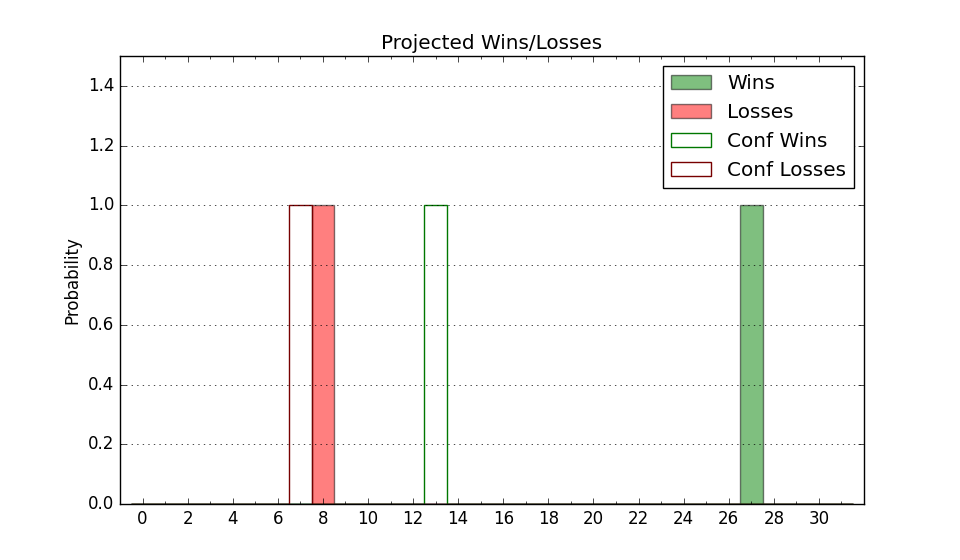 Projected Wins/Losses
1.4
1.2
1.0
0.8
0.6
0.4
0.2
0.0
Probability
Wins
Losses
Conf Wins
Conf Losses
0 2 4 6 8 10 12 14 16 18 20 22 24 26 28 30